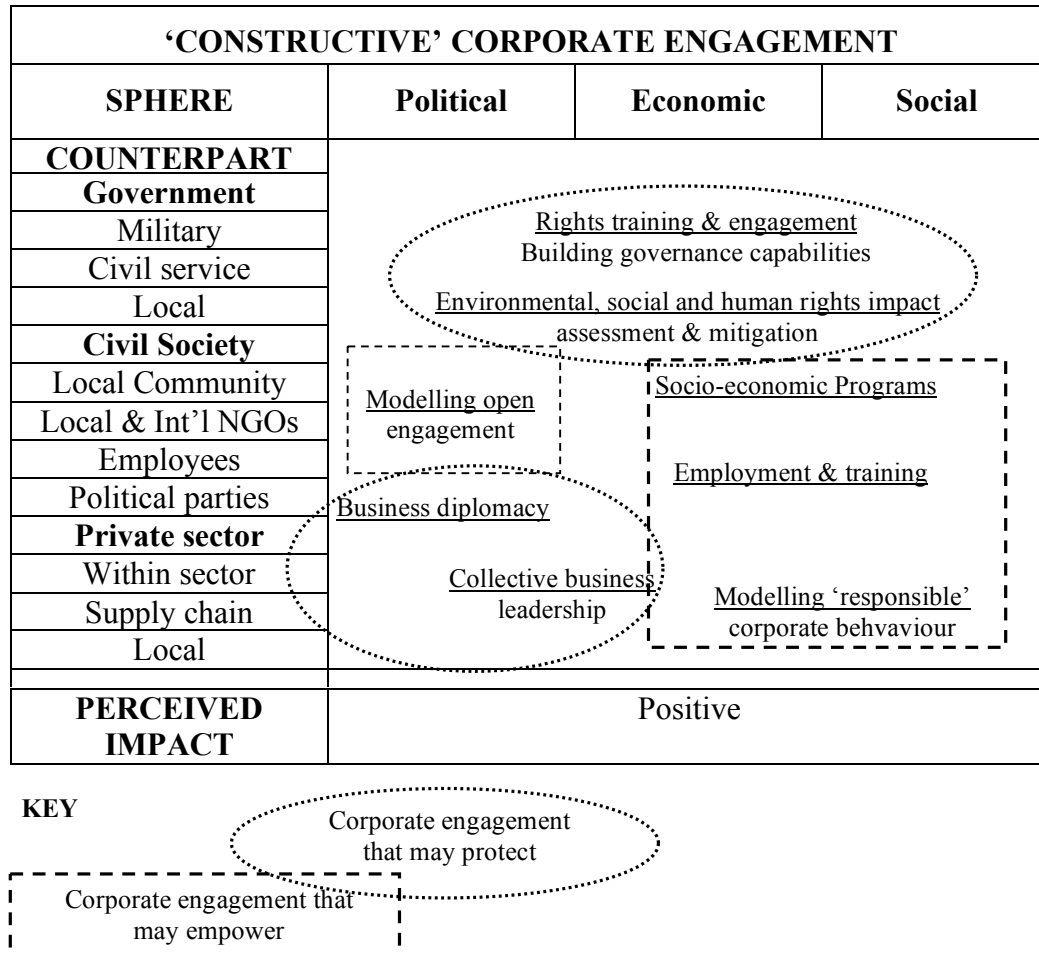 ‘CONSTRUCTIVE’ CORPORATE ENGAGEMENT
SPHERE Political Economic Social
COUNTERPART
Government
Military
Civil service
Local
Civil Society
Local Community
Local & Int’l NGOs
Employees
Political parties
Private sector
Within sector
Supply chain
Local
Rights training & engagement
Building governance capabilities
Environmental, social and human rights impact
assessment & mitigation
Modelling open
engagement
Socio-economic Programs
Employment & training
Business diplomacy
Collective business
leadership
Modelling ‘responsible’
corporate behvaviour
PERCEIVED
IMPACT
Positive
KEY
Corporate engagement
that may protect
Corporate engagement that
may empower